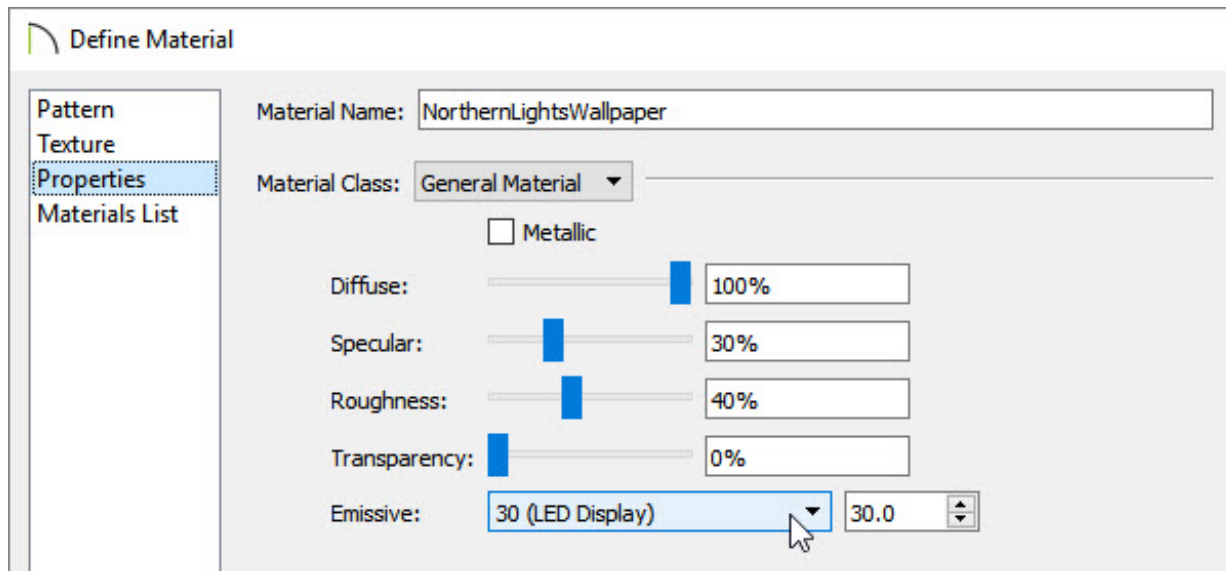 Define Material
Pattern
Texture
Properties
Materials List
Material Name: NorthernLightsWallpaper
Material Class: General Material
Metallic
Diffuse: 100%
Specular: 30%
Roughness: 40%
Transparency: 0%
Emissive: 30 (LED Display) 30.0